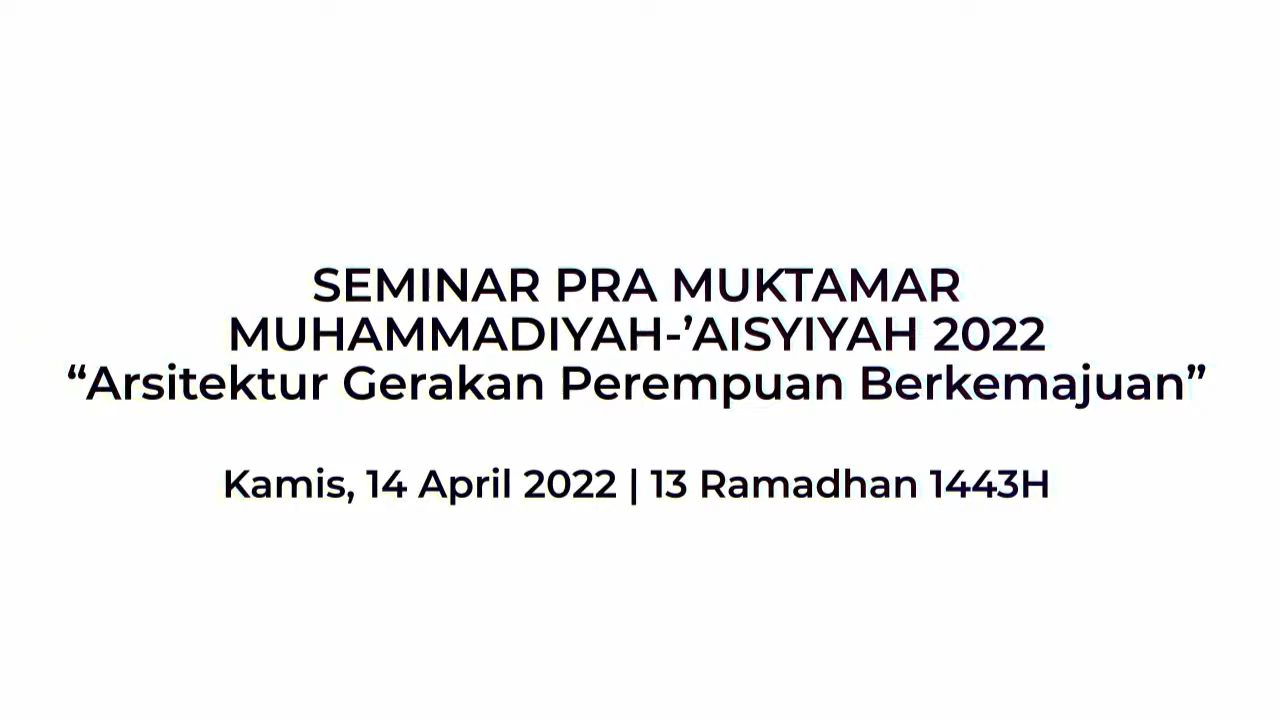 SEMINAR PRA MUKTAMAR
MUHAMMADIYAH-’AISYIYAH 2022
“Arsitektur Gerakan Perempuan Berkemajuan”
Kamis, 14 April 2022 | 13 Ramadhan 1443H